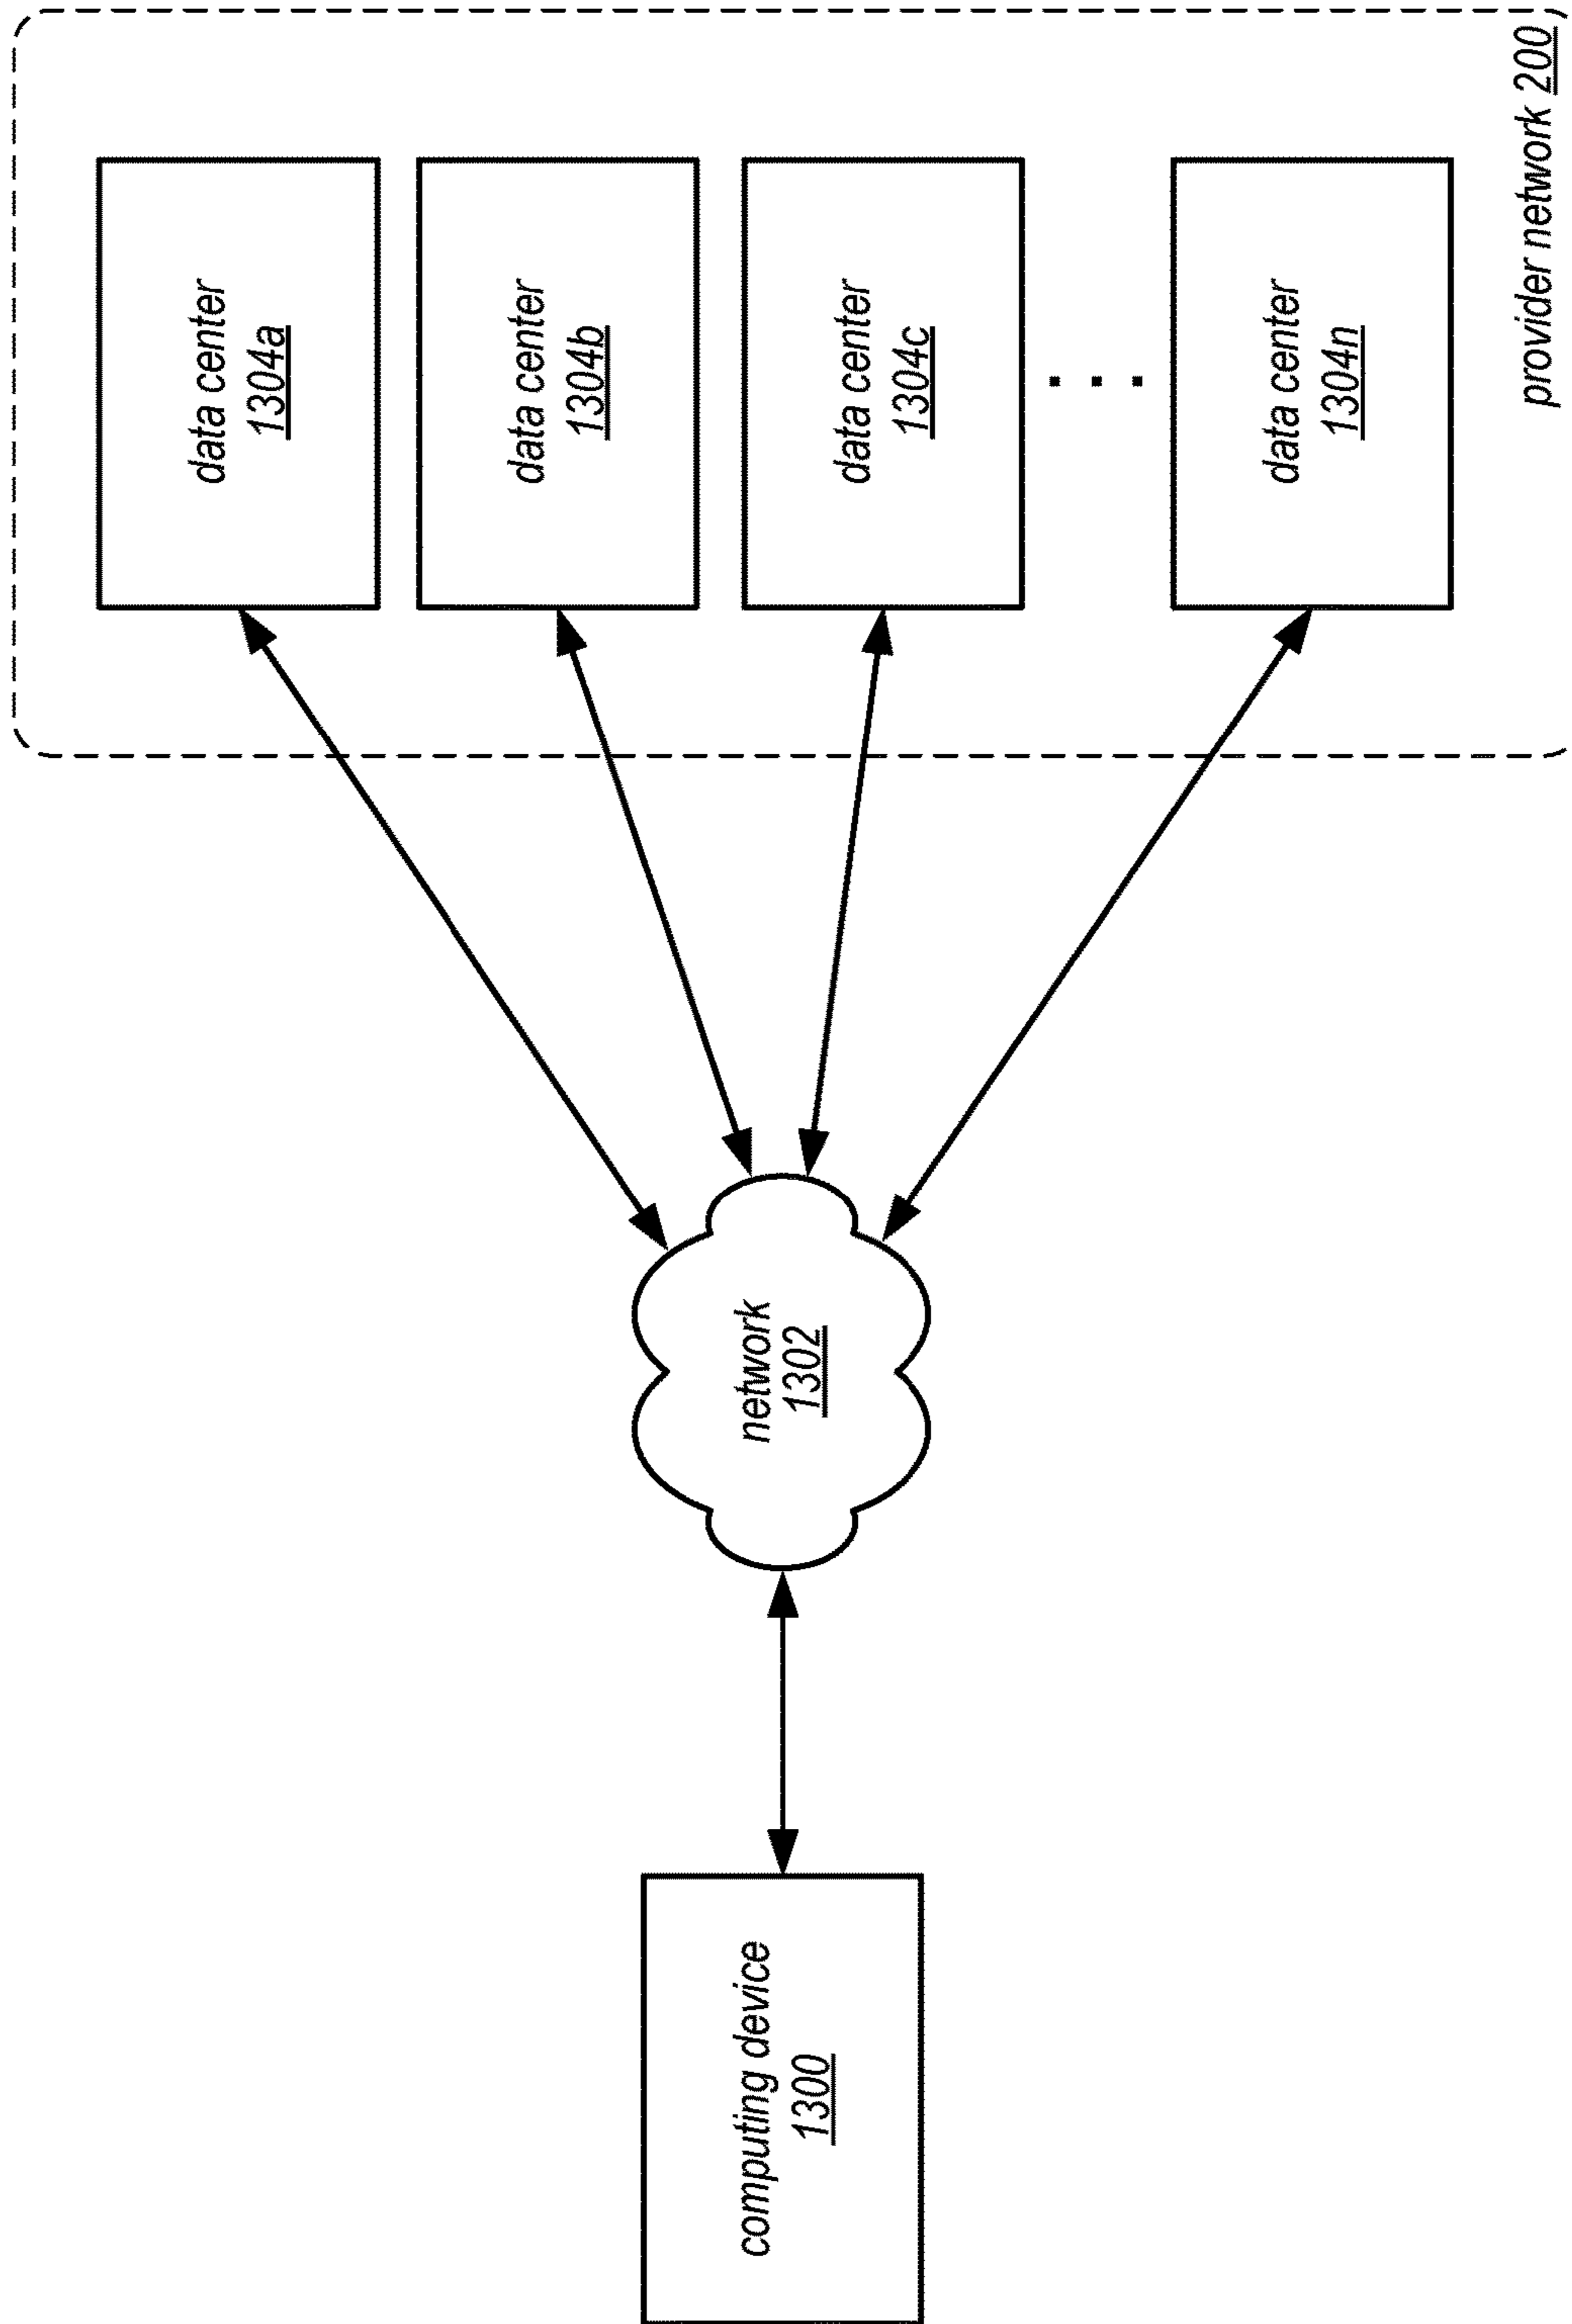 computing device
1300
network
1302
data center
1304a
data center
1304b
data center
1304c
. . .
data center
1304n
provider network 200